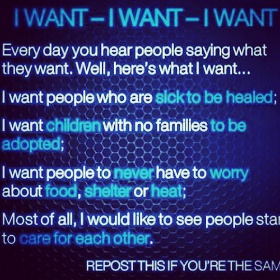 I WANT – I WANT – I WANT
Every day you hear people saying what
they want. Well, here's what I want...
I want people who are sick to be healed;
I want children with no families to be
adopted;
I want people to never have to worry
about food, shelter or heat;
Most of all, I would like to see people star
to care for each other.
REPOST THIS IF YOU'RE THE SAM